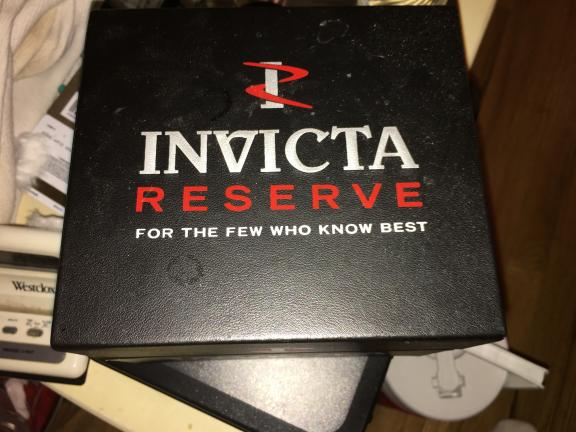 INVICTA
RESERVE
FOR THE FEW WHO KNOW BEST
Westclox